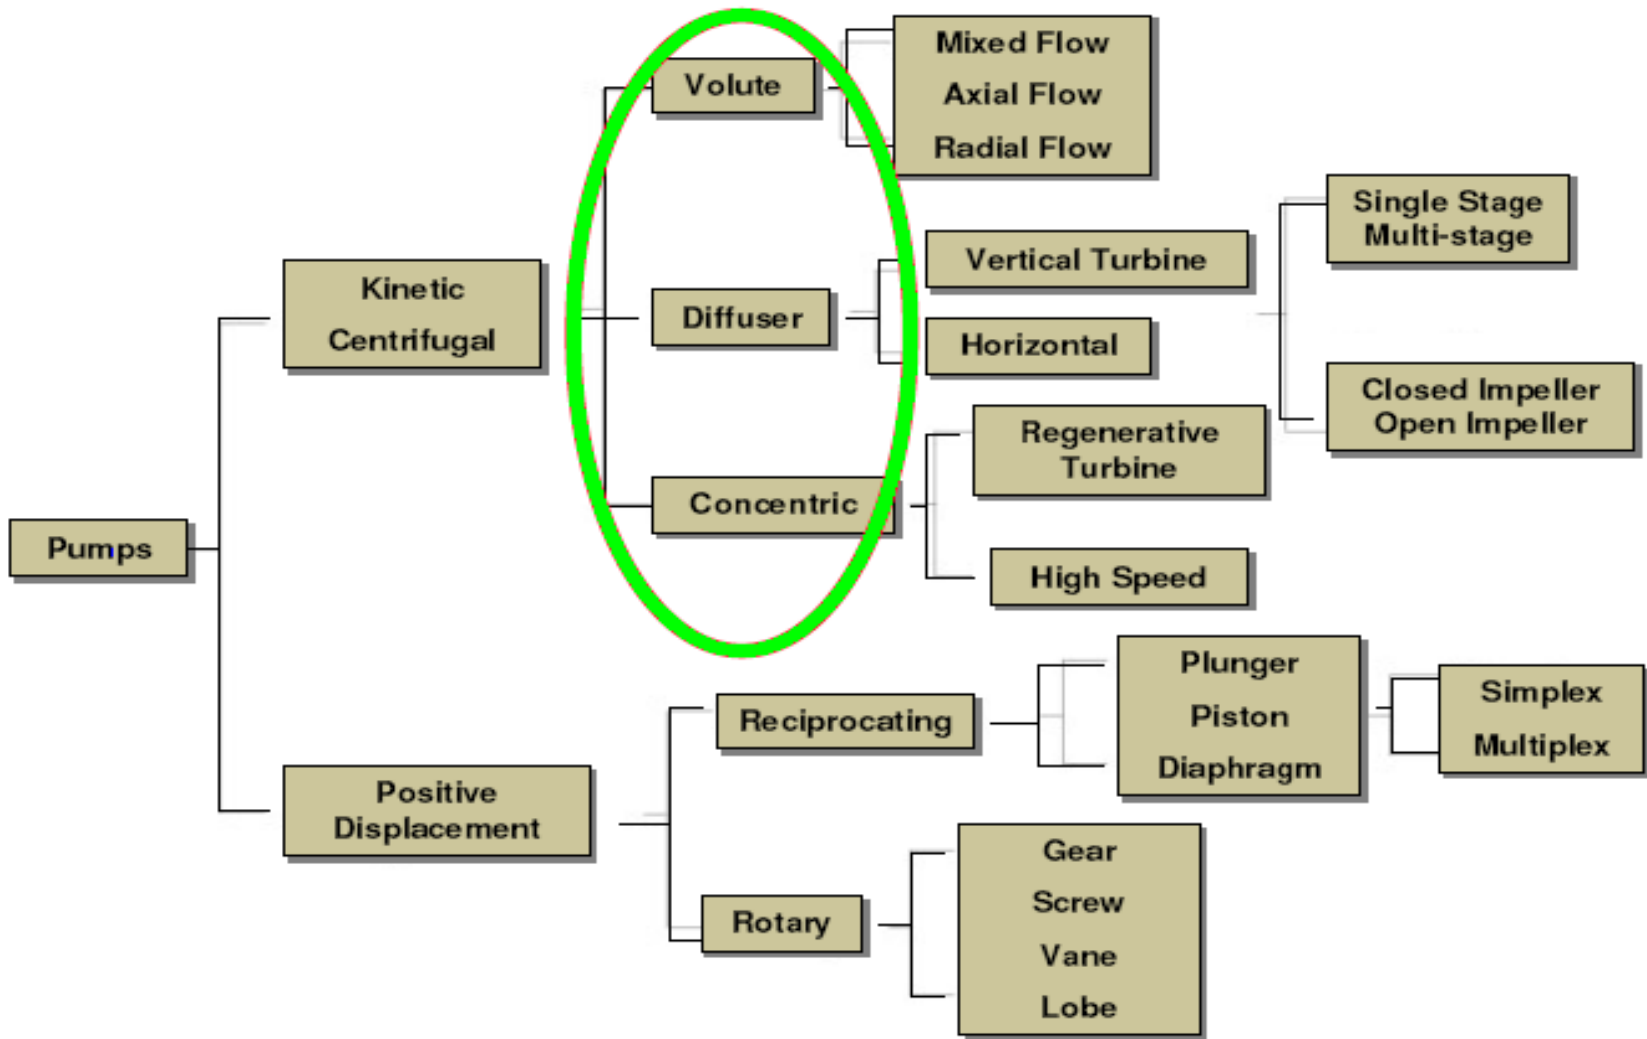 Pumps
Kinetic
Centrifugal
Volute
Mixed Flow
Axial Flow
Radial Flow
Diffuser
Vertical Turbine
Horizontal
Single Stage
Multi-stage
Closed Impeller
Open Impeller
Concentric
Regenerative
Turbine
High Speed
Positive
Displacement
Reciprocating
Plunger
Piston
Diaphragm
Simplex
Multiplex
Rotary
Gear
Screw
Vane
Lobe